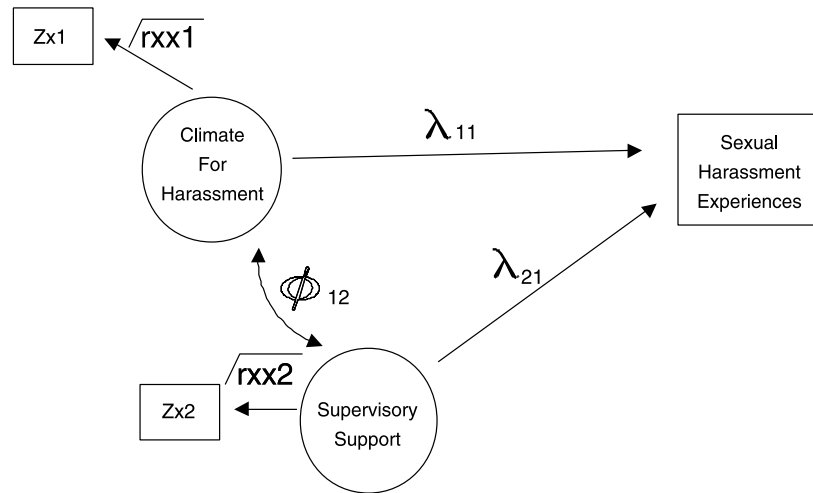 Zx1
√rxx1
Climate
For
Harassment
λ11
Sexual
Harassment
Experiences
λ21
ϕ12
√rxx2
Zx2
Supervisory
Support